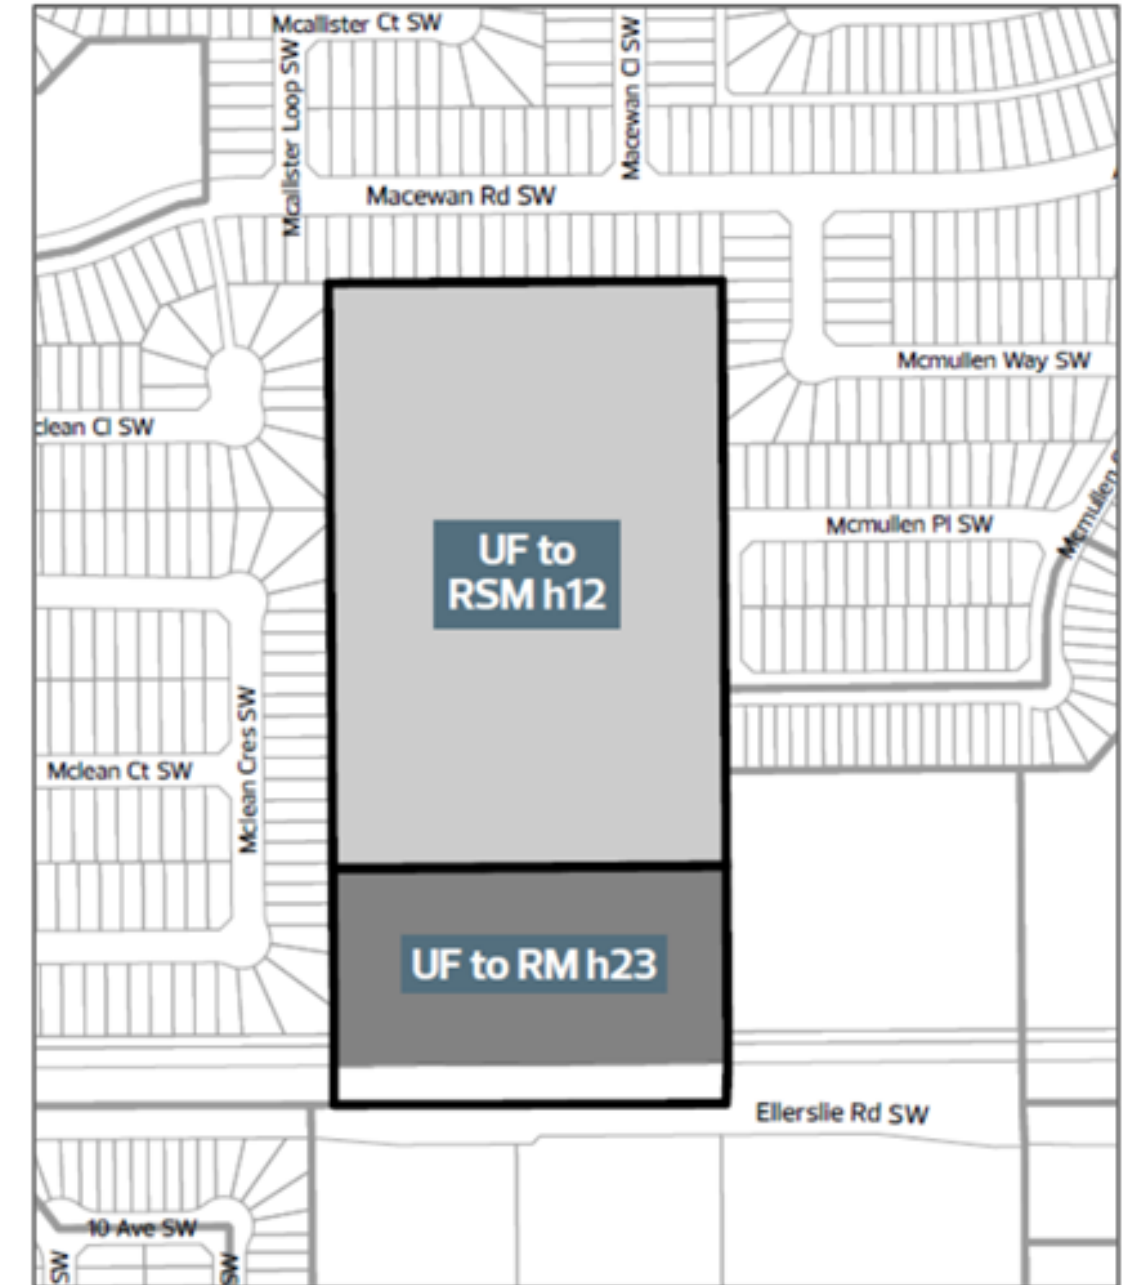 Mcallister Ct SW
Mcallister Loop SW
Macewan Cl SW
Macewan Rd SW
Mcmullen Way SW
clean Cl SW
Mcmullen Pl SW
Mcmullen
UF to
RSM h12
Mclean Cres SW
Mclean Ct SW
UF to RM h23
Ellerslie Rd SW
10 Ave SW
SW
SW